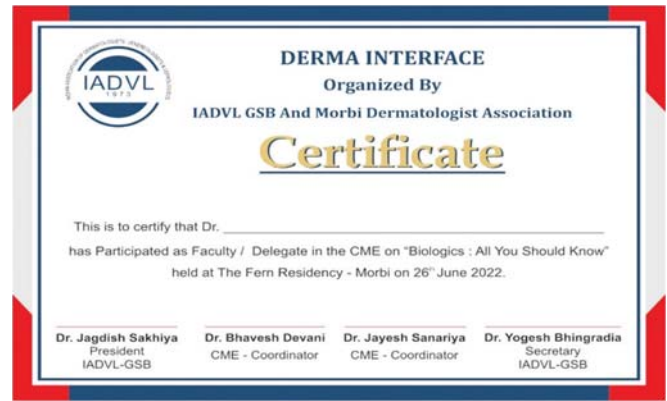 IADVL
1973
DERMA INTERFACE
Organized By
IADVL GSB And Morbi Dermatologist Association
Certificate
This is to certify that Dr.
has Participated as Faculty / Delegate in the CME on "Biologics : All You Should Know"
held at The Fern Residency - Morbi on 26th June 2022.
Dr. Jagdish Sakhiya
President
IADVL-GSB
Dr. Bhavesh Devani
CME - Coordinator
Dr. Jayesh Sanariya
CME - Coordinator
Dr. Yogesh Bhingradia
Secretary
IADVL-GSB